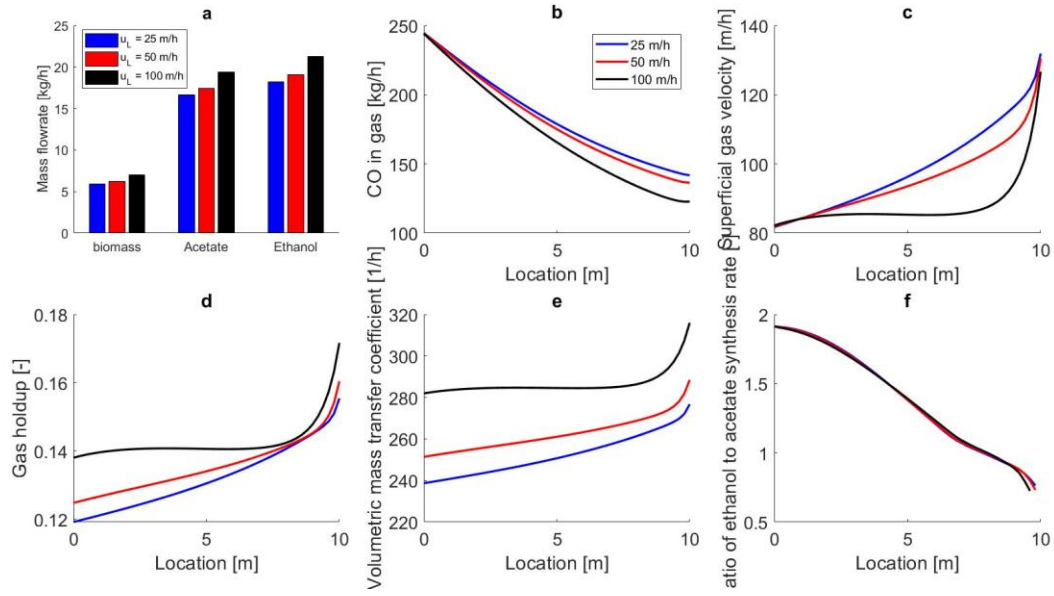 a
Mass flowrate [kg/h]
25
20
15
10
5
0
u_L = 25 m/h
u_L = 50 m/h
u_L = 100 m/h
biomass Acetate Ethanol
b
CO in gas [kg/h]
250
200
150
100
25 m/h
50 m/h
100 m/h
0 5 10
Location [m]
c
Superficial gas velocity [m/h]
140
120
100
80
0 5 10
Location [m]
d
Gas holdup [-]
0.18
0.16
0.14
0.12
0 5 10
Location [m]
e
Volumetric mass transfer coefficient [1/h]
320
300
280
260
240
220
0 5 10
Location [m]
f
atio of ethanol to acetate synthesis rate [-]
2
1.5
1
0.5
0 5 10
Location [m]